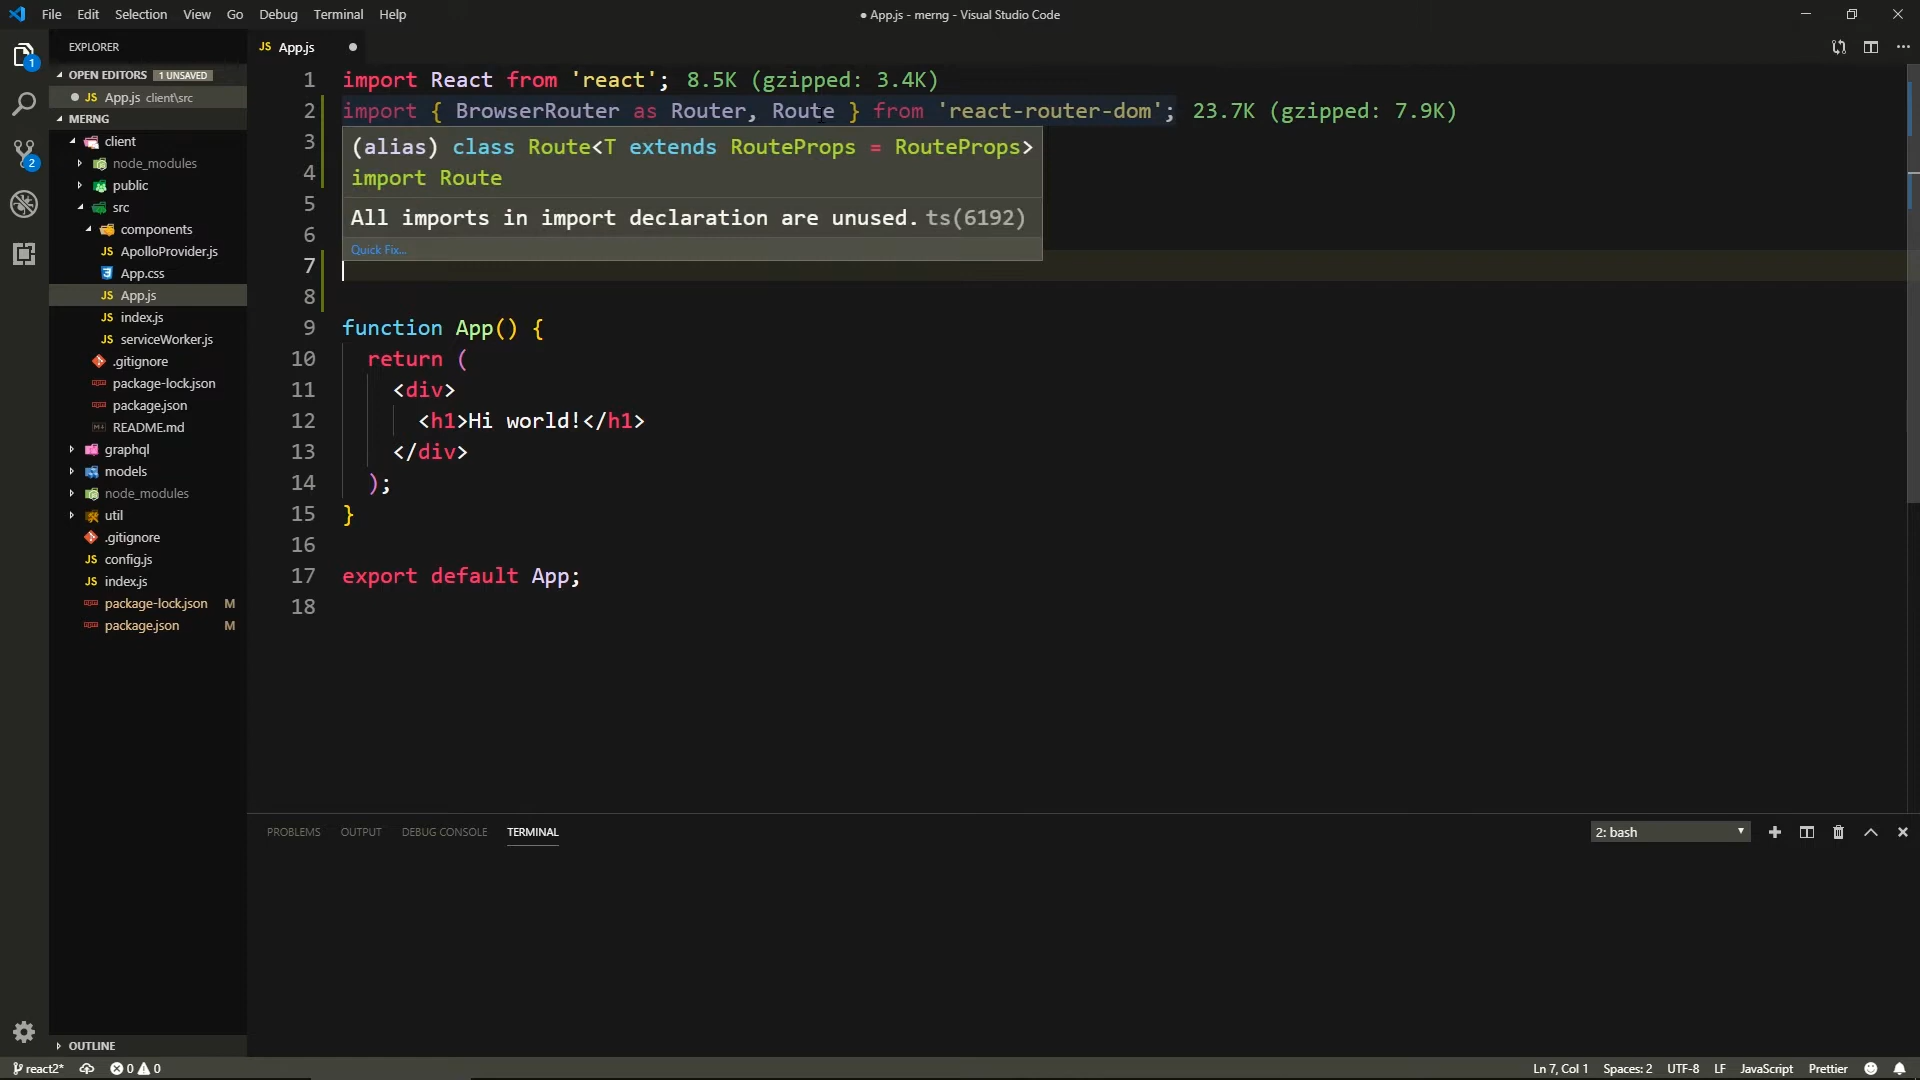 File Edit Selection View Go Debug Terminal Help
● App.js - merng - Visual Studio Code
EXPLORER
OPEN EDITORS 1 UNSAVED
JS App.js client\src
MERNG
client
node_modules
public
src
components
JS ApolloProvider.js
App.css
JS App.js
JS index.js
JS serviceWorker.js
.gitignore
package-lock.json
package.json
README.md
graphql
models
node_modules
util
.gitignore
JS config.js
JS index.js
package-lock.json M
package.json M
OUTLINE
1
2
JS App.js
1 import React from 'react'; 8.5K (gzipped: 3.4K)
2 import { BrowserRouter as Router, Route } from 'react-router-dom'; 23.7K (gzipped: 7.9K)
3
(alias) class Route<T extends RouteProps = RouteProps>
4
import Route
5
All imports in import declaration are unused. ts(6192)
6
Quick Fix...
7
8
9 function App() {
10 return (
11 <div>
12 <h1>Hi world!</h1>
13 </div>
14 );
15 }
16
17 export default App;
18
PROBLEMS OUTPUT DEBUG CONSOLE TERMINAL
2: bash
react2* 0 0
Ln 7, Col 1 Spaces: 2 UTF-8 LF JavaScript Prettier